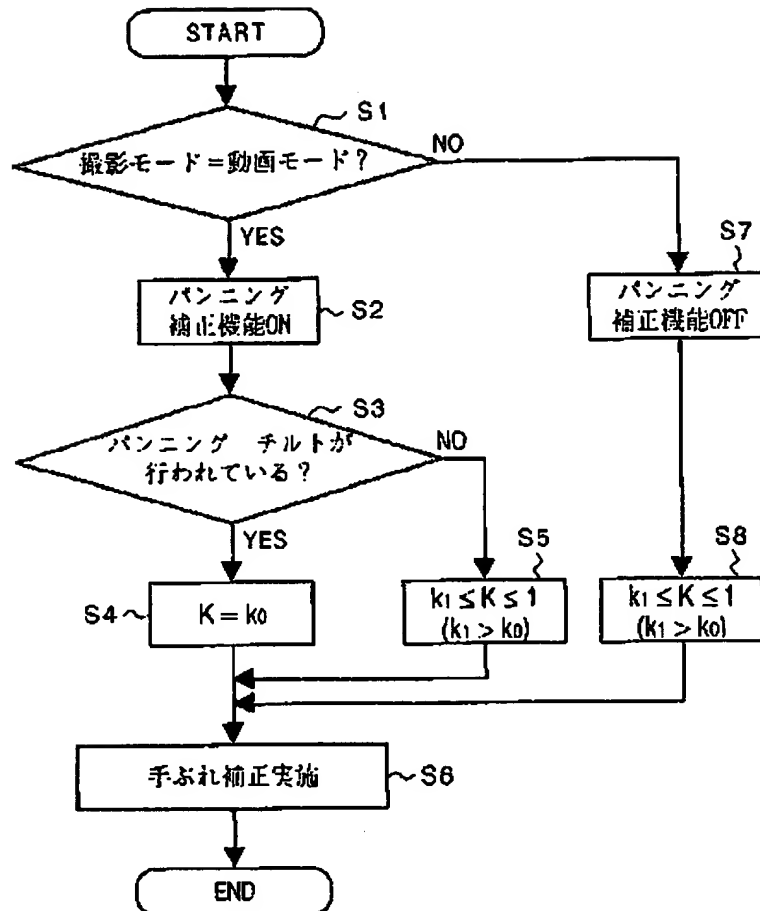 START
S1
撮影モード＝動画モード？
NO
YES
S7
パンニング
補正機能ON
S2
パンニング
補正機能OFF
S3
パンニング チルトが
行われている？
NO
YES
S5
S8
S4
K = k0
k1 ≤ K ≤ 1
(k1 > k0)
k1 ≤ K ≤ 1
(k1 > k0)
手ぶれ補正実施
S6
END